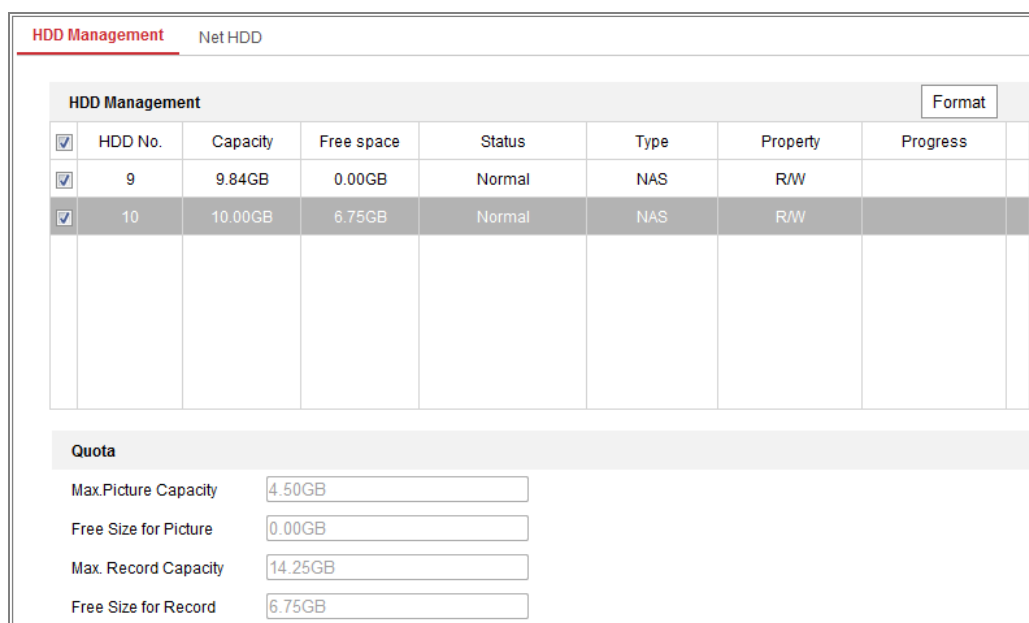 HDD Management Net HDD
HDD Management Format
HDD No. Capacity Free space Status Type Property Progress
9 9.84GB 0.00GB Normal NAS R/W
10 10.00GB 6.75GB Normal NAS R/W
Quota
Max.Picture Capacity 4.50GB
Free Size for Picture 0.00GB
Max. Record Capacity 14.25GB
Free Size for Record 6.75GB